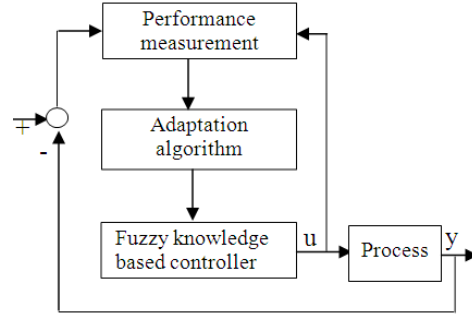 Performance
measurement
+
-
Adaptation
algorithm
Fuzzy knowledge
based controller
u
Process
y